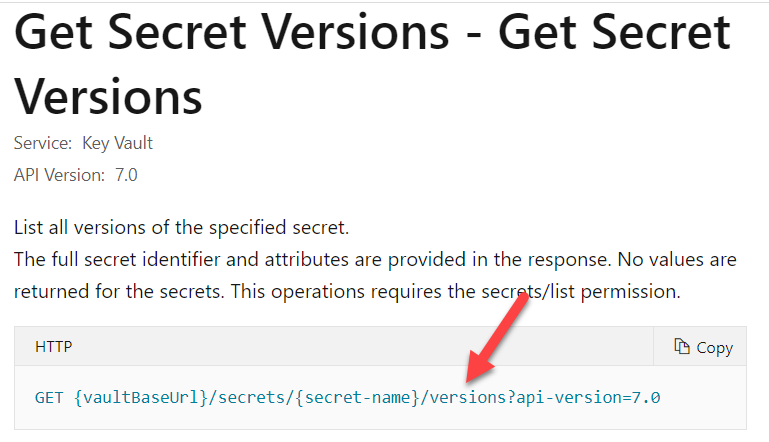 Get Secret Versions - Get Secret
Versions
Service: Key Vault
API Version: 7.0
List all versions of the specified secret.
The full secret identifier and attributes are provided in the response. No values are
returned for the secrets. This operations requires the secrets/list permission.
HTTP
Copy
GET {vaultBaseUrl}/secrets/{secret-name}/versions?api-version=7.0